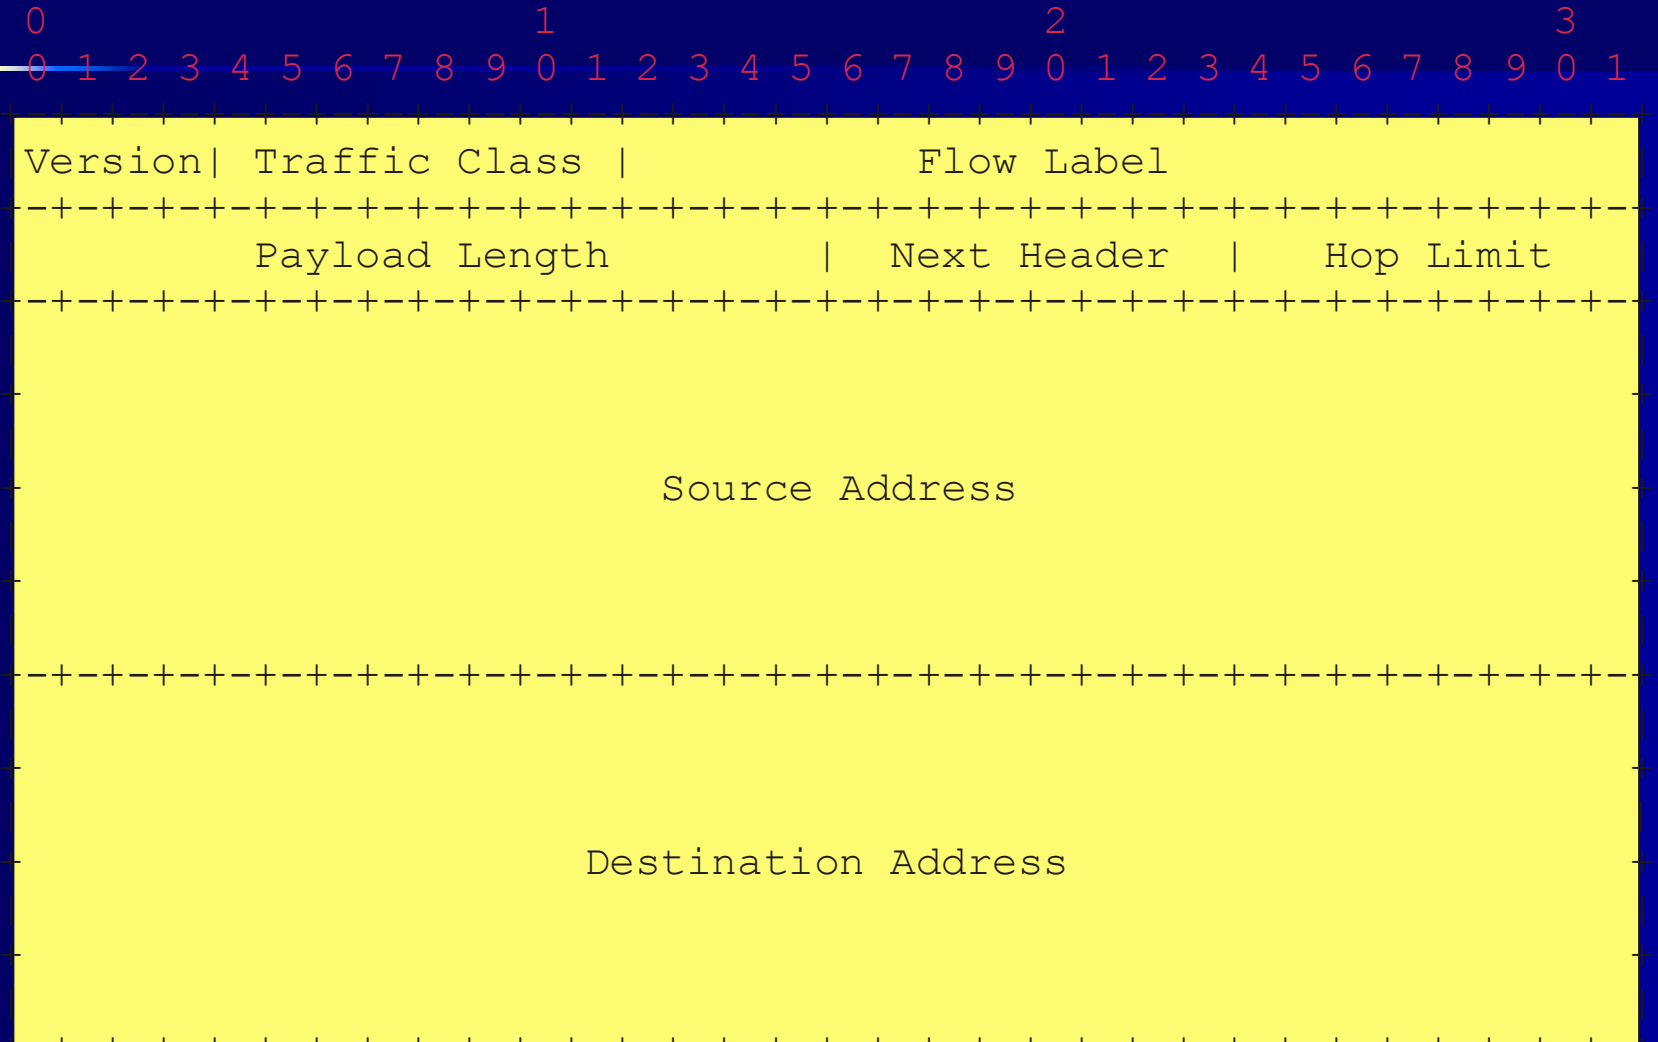 0 1 2 3
0 1 2 3 4 5 6 7 8 9 0 1 2 3 4 5 6 7 8 9 0 1 2 3 4 5 6 7 8 9 0 1
+-+-+-+-+-+-+-+-+-+-+-+-+-+-+-+-+-+-+-+-+-+-+-+-+-+-+-+-+-+-+-+-+
|Version| Traffic Class | Flow Label |
+-+-+-+-+-+-+-+-+-+-+-+-+-+-+-+-+-+-+-+-+-+-+-+-+-+-+-+-+-+-+-+-+
| Payload Length | Next Header | Hop Limit |
+-+-+-+-+-+-+-+-+-+-+-+-+-+-+-+-+-+-+-+-+-+-+-+-+-+-+-+-+-+-+-+-+
Source Address
+-+-+-+-+-+-+-+-+-+-+-+-+-+-+-+-+-+-+-+-+-+-+-+-+-+-+-+-+-+-+-+-+
Destination Address